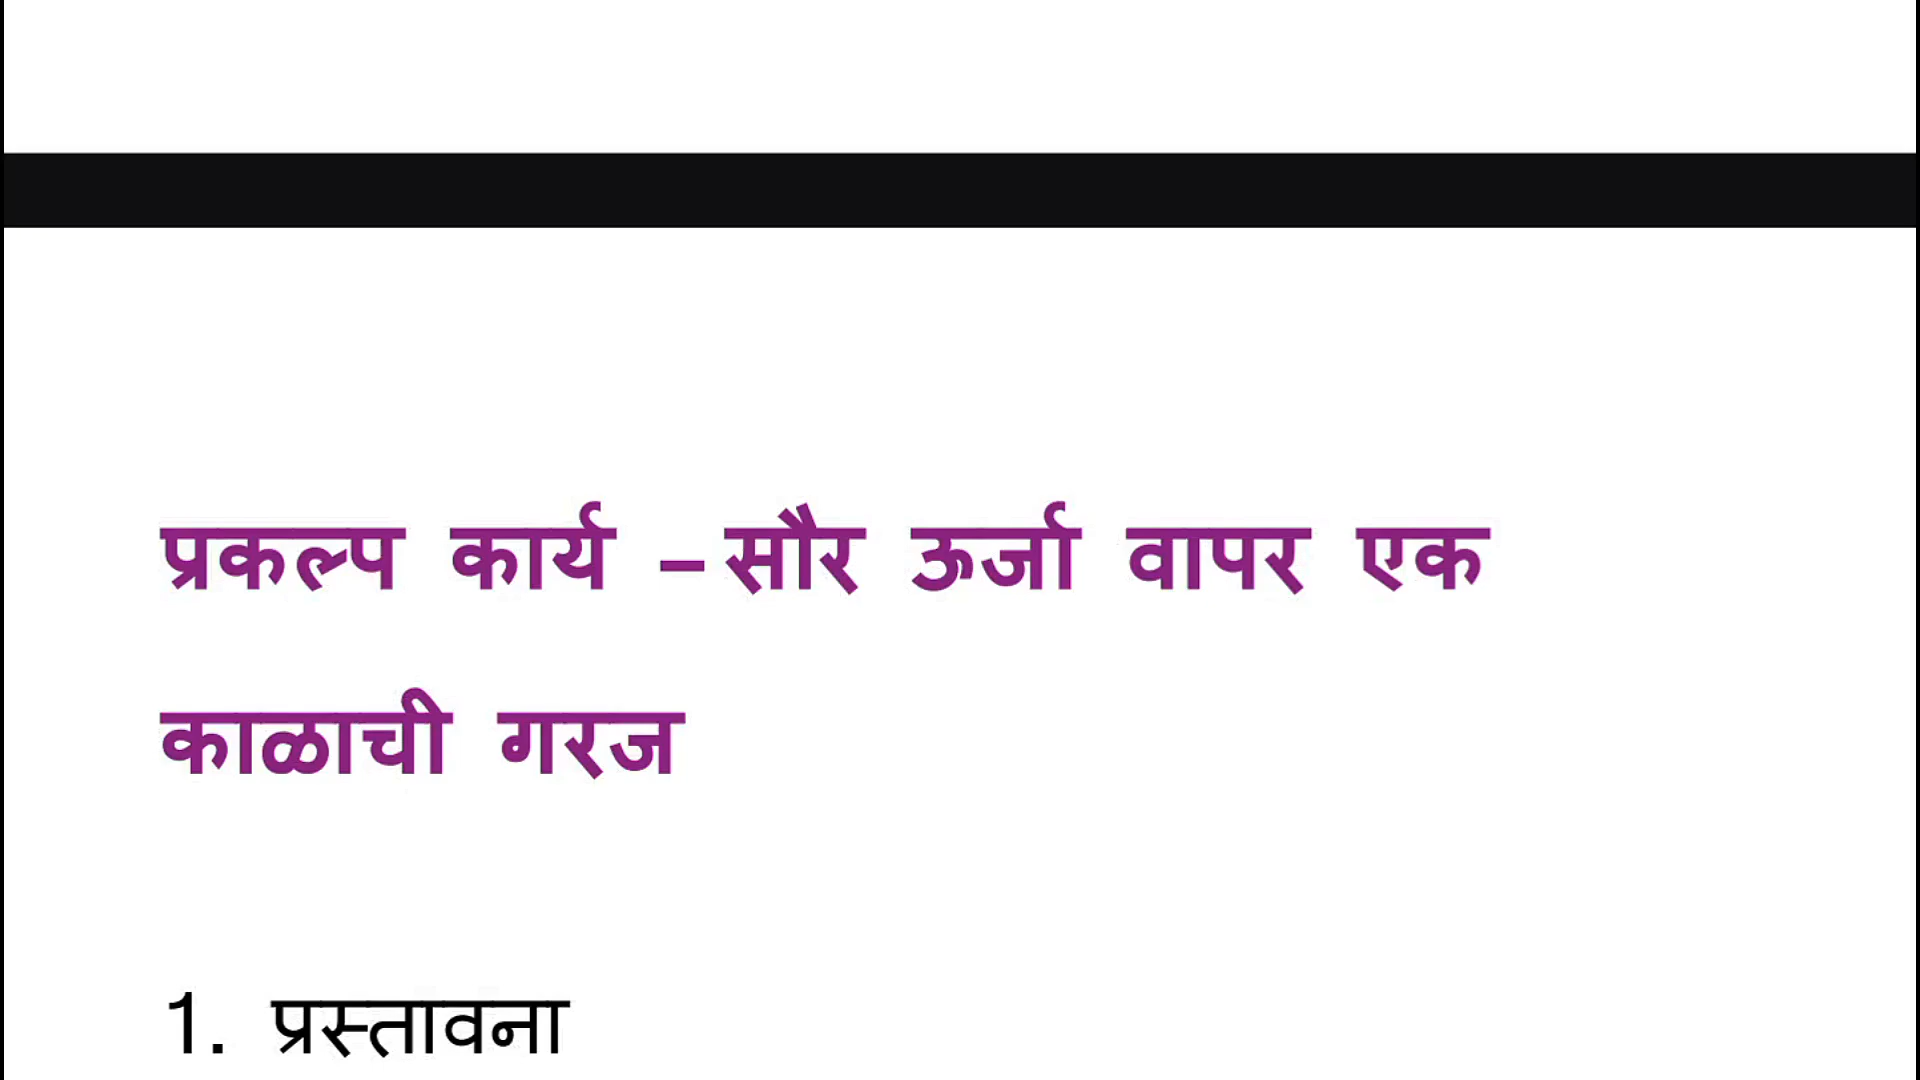 प्रकल्प कार्य – सौर ऊर्जा वापर एक
काळाची गरज
1. प्रस्तावना